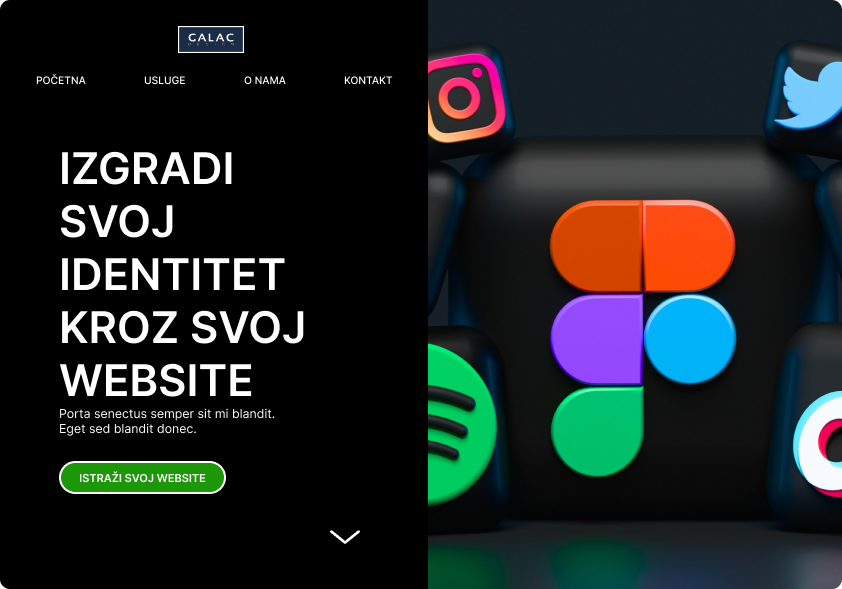 GALAC
DESIGN
POČETNA USLUGE O NAMA KONTAKT
IZGRADI
SVOJ
IDENTITET
KROZ SVOJ
WEBSITE
Porta senectus semper sit mi blandit.
Eget sed blandit donec.
ISTRAŽI SVOJ WEBSITE